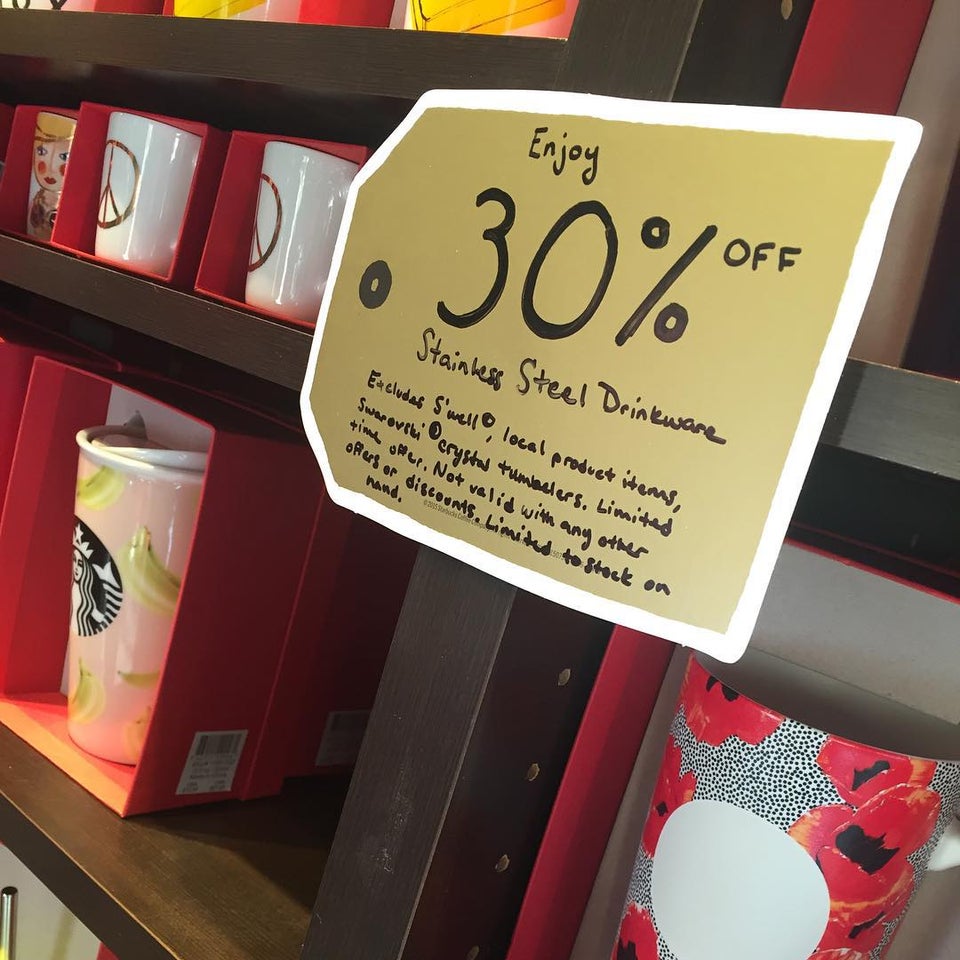 Enjoy
30% OFF
Stainless Steel Drinkware
Excludes S'well®, local product items,
Swarovski® crystal tumbelers. Limited
time offer. Not valid with any other
offers or discounts. Limited to stock on
hand.